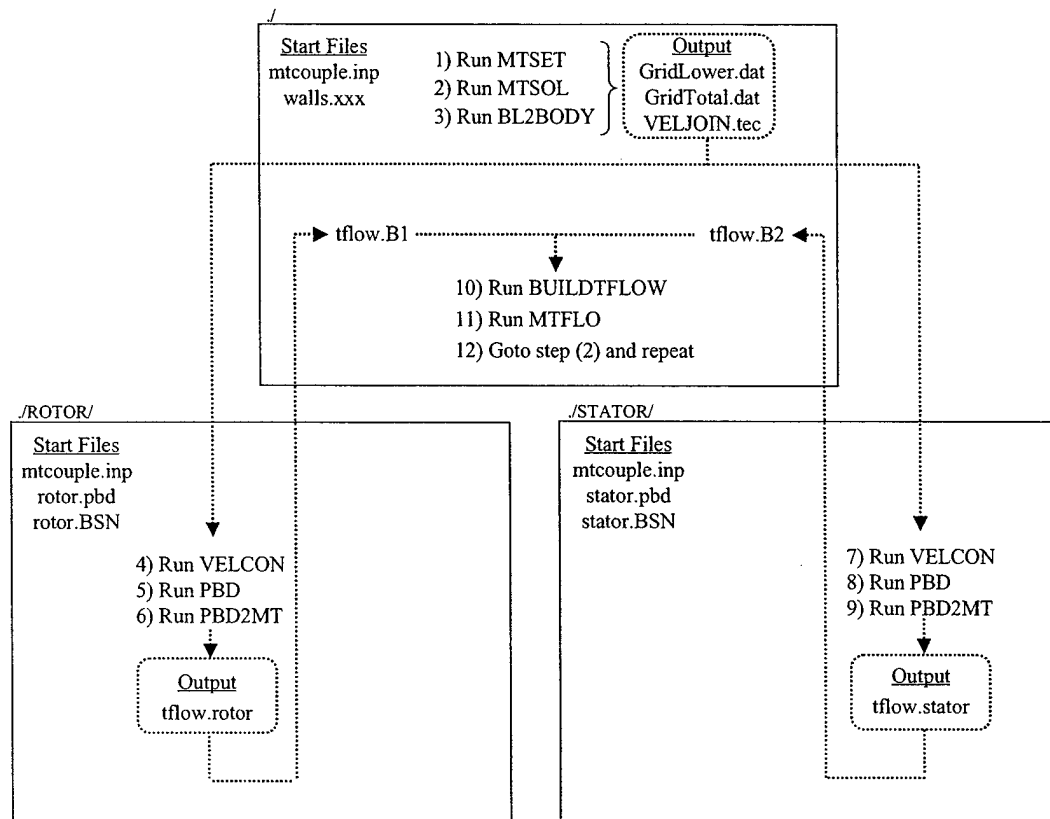 ./
Start Files
mtcouple.inp
walls.xxx
1) Run MTSET
2) Run MTSOL
3) Run BL2BODY
Output
GridLower.dat
GridTotal.dat
VELJOIN.tec
tflow.B1
tflow.B2
10) Run BUILDTFLOW
11) Run MTFLO
12) Goto step (2) and repeat
./ROTOR/
Start Files
mtcouple.inp
rotor.pbd
rotor.BSN
4) Run VELCON
5) Run PBD
6) Run PBD2MT
Output
tflow.rotor
./STATOR/
Start Files
mtcouple.inp
stator.pbd
stator.BSN
7) Run VELCON
8) Run PBD
9) Run PBD2MT
Output
tflow.stator